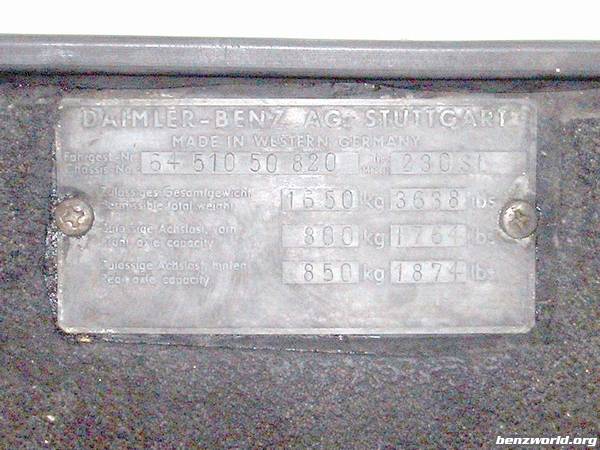 DAIMLER-BENZ AG. STUTTGART
MADE IN WESTERN GERMANY
Fahrgest.-Nr. 64 510 50 820 230SL
Chassis No.
Zulässiges Gesamtgewicht 1650 kg 3638 lbs
Permissible total weight
Zulässige Achslast, vorn 800 kg 1764 lbs
axle capacity
Zulässige Achslast, hinten 850 kg 1874 lbs
Rear axle capacity
benzworld.org